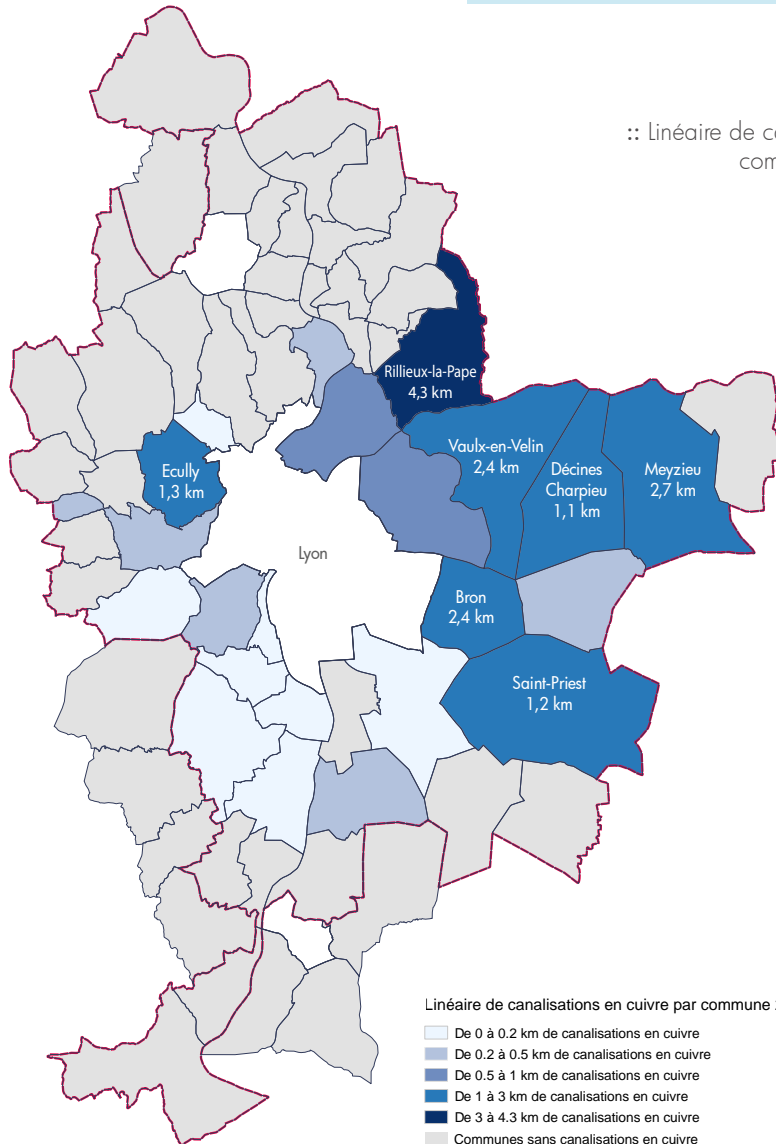 :: Linéaire de
Rillieux-la-Pape
4,3 km
Vaulx-en-Velin
2,4 km
Décines
Charpieu
1,1 km
Meyzieu
2,7 km
Ecully
1,3 km
Lyon
Bron
2,4 km
Saint-Priest
1,2 km
Linéaire de canalisations en cuivre par commune
De 0 à 0.2 km de canalisations en cuivre
De 0.2 à 0.5 km de canalisations en cuivre
De 0.5 à 1 km de canalisations en cuivre
De 1 à 3 km de canalisations en cuivre
De 3 à 4.3 km de canalisations en cuivre
Communes sans canalisations en cuivre